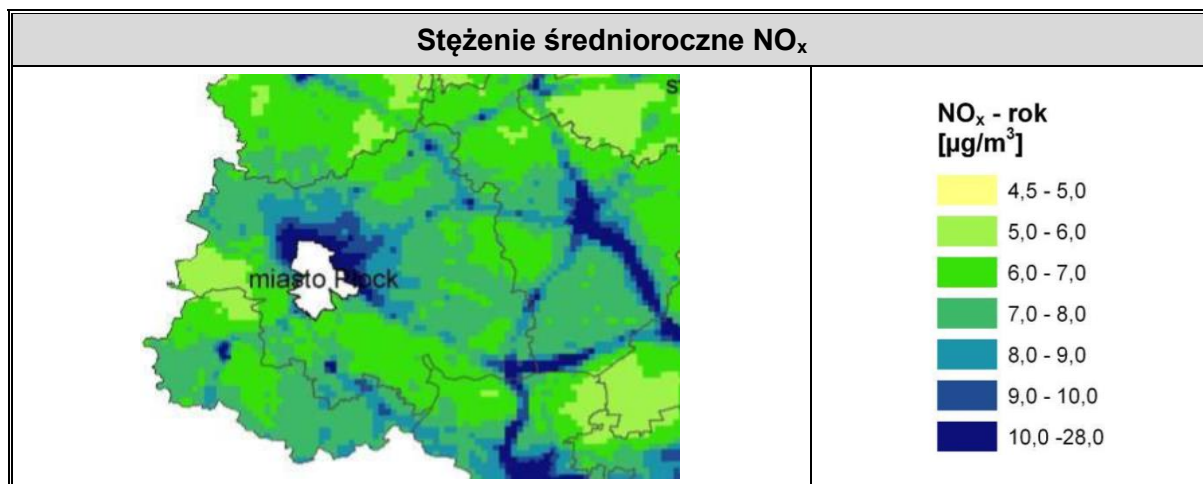 Stężenie średnioroczne NOₓ
miasto Płock
NOₓ - rok
[µg/m³]
4,5 - 5,0
5,0 - 6,0
6,0 - 7,0
7,0 - 8,0
8,0 - 9,0
9,0 - 10,0
10,0 -28,0